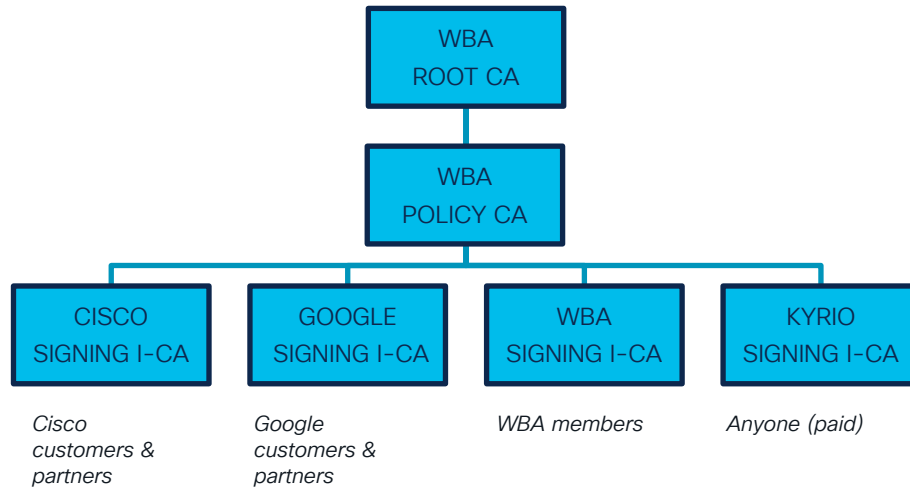 WBA
ROOT CA
WBA
POLICY CA
CISCO
SIGNING I-CA
GOOGLE
SIGNING I-CA
WBA
SIGNING I-CA
KYRIO
SIGNING I-CA
Cisco
customers &
partners
Google
customers &
partners
WBA members
Anyone (paid)